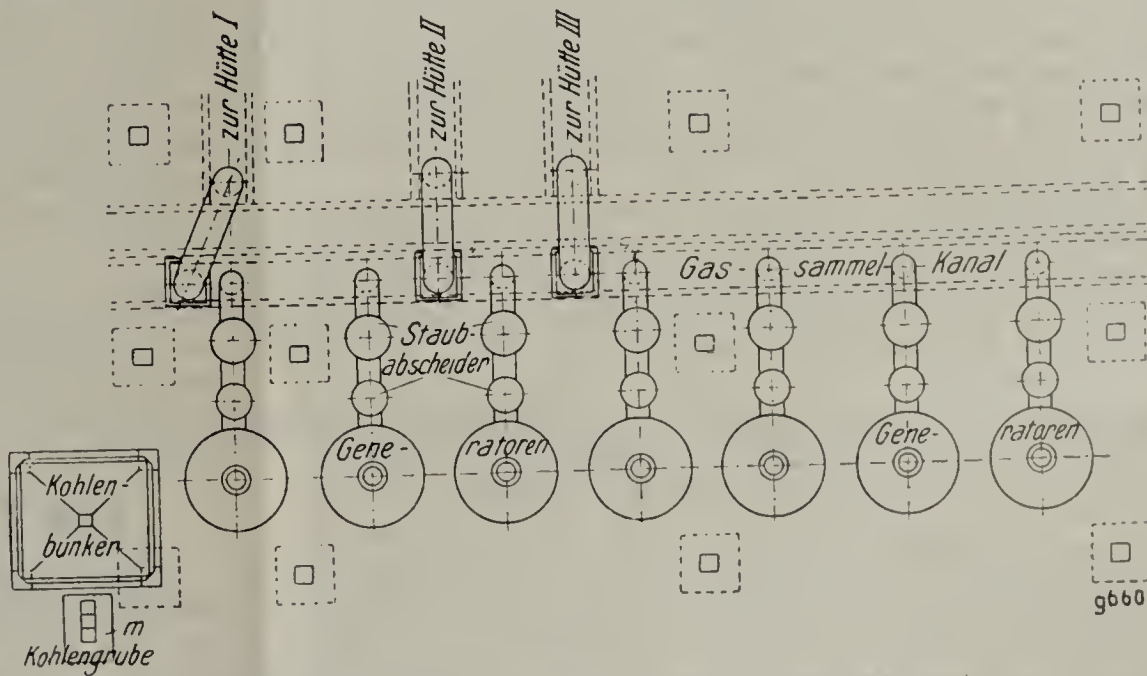 zur Hütte I
zur Hütte II
zur Hütte III
Gas- sammel- Kanal
Staub-
abscheider
Gene- ratoren
Gene- ratoren
Kohlen-
bunker
m
Kohlengrube
g660